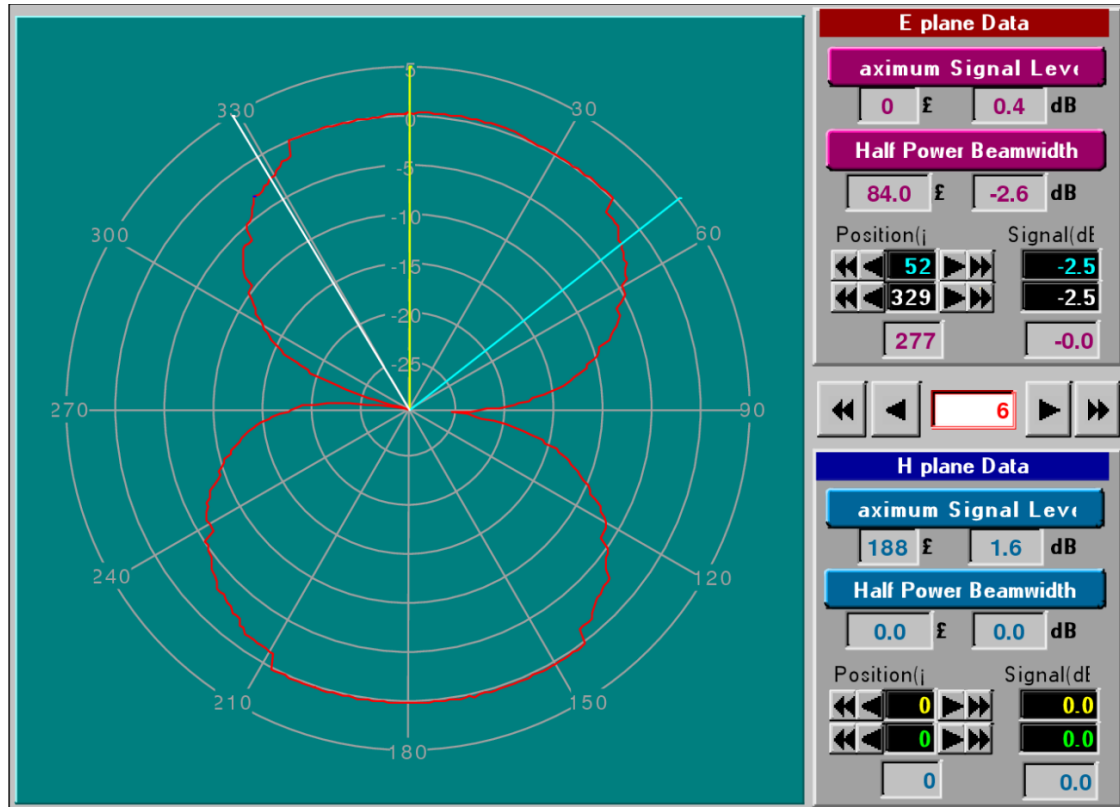 5
330
30
0
-5
-10
300
60
-15
-20
-25
270
90
240
120
210
150
180
E plane Data
aximum Signal Leve
0 £ 0.4 dB
Half Power Beamwidth
84.0 £ -2.6 dB
Position(¡ Signal(dE
52 -2.5
329 -2.5
277 -0.0
6
H plane Data
aximum Signal Leve
188 £ 1.6 dB
Half Power Beamwidth
0.0 £ 0.0 dB
Position(¡ Signal(dE
0 0.0
0 0.0
0 0.0